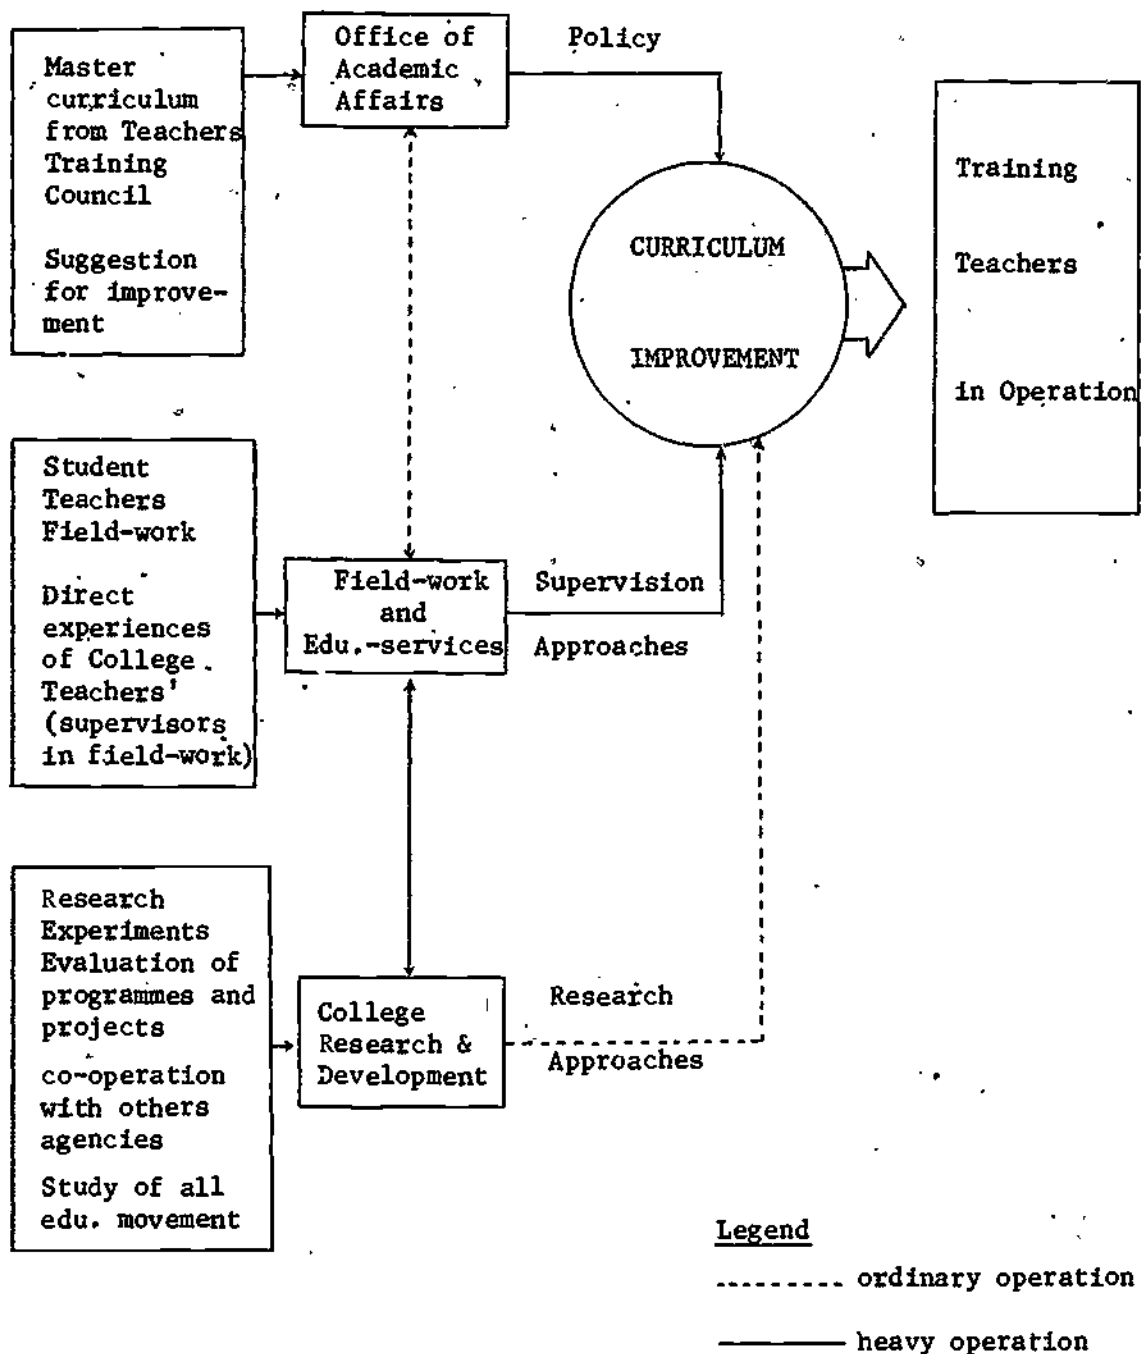 Master
curriculum
from Teachers
Training
Council
Suggestion
for improve-
ment
Office of
Academic
Affairs
Policy
CURRICULUM
IMPROVEMENT
Training
Teachers
in Operation
Student
Teachers
Field-work
Direct
experiences
of College
Teachers'
(supervisors
in field-work)
Field-work
and
Edu.-services
Supervision
Approaches
Research
Experiments
Evaluation of
programmes and
projects
co-operation
with others
agencies
Study of all
edu. movement
College
Research &
Development
Research
Approaches
Legend
ordinary operation
heavy operation